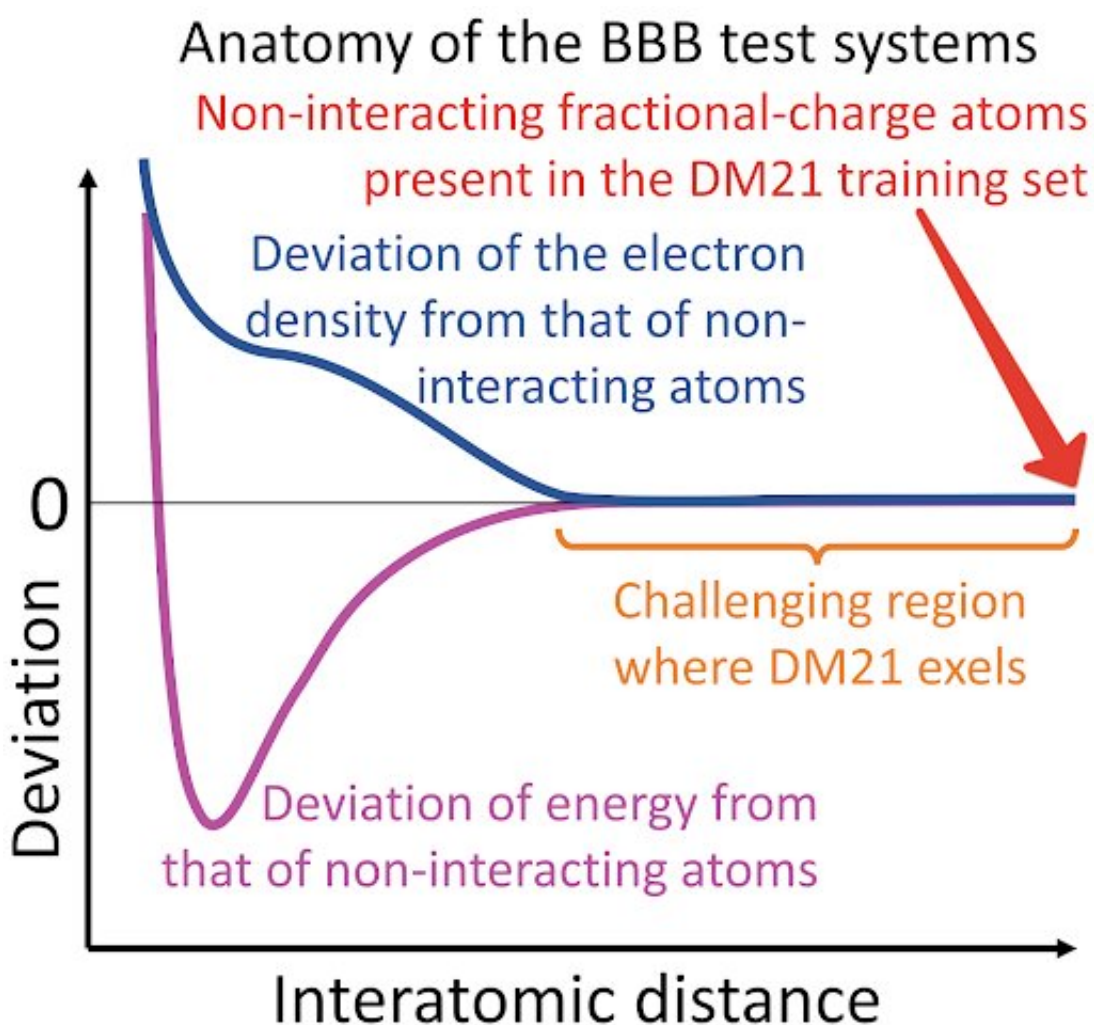 Anatomy of the BBB test systems
Non-interacting fractional-charge atoms
present in the DM21 training set
Deviation of the electron
density from that of non-
interacting atoms
0
Challenging region
where DM21 exels
Deviation
Deviation of energy from
that of non-interacting atoms
Interatomic distance